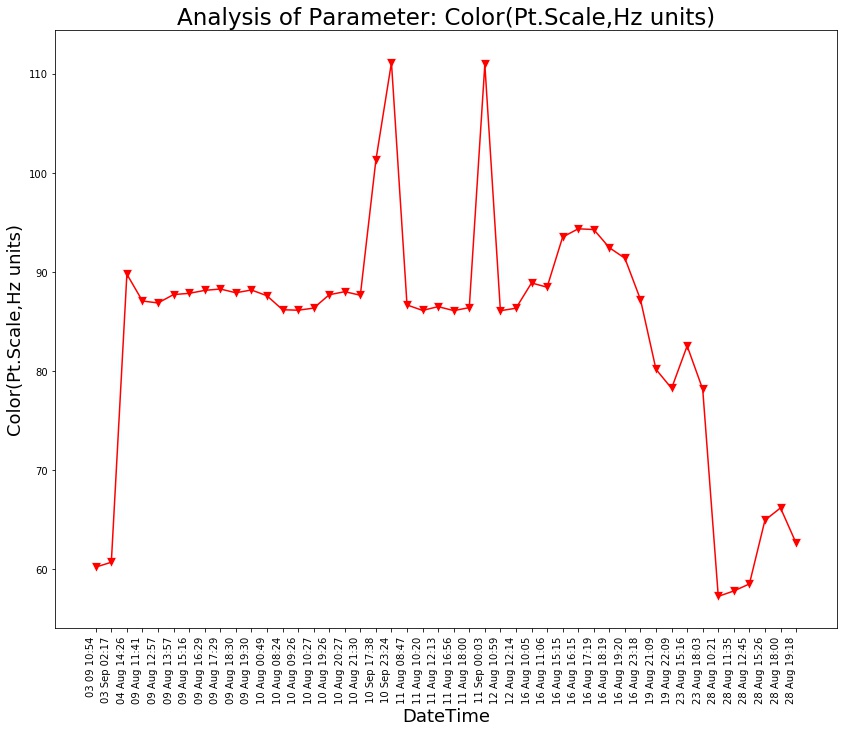 Analysis of Parameter: Color(Pt.Scale,Hz units)
Color(Pt.Scale,Hz units)
110
100
90
80
70
60
03 09 10:54
03 Sep 02:17
04 Aug 14:26
09 Aug 11:41
09 Aug 12:57
09 Aug 13:57
09 Aug 15:16
09 Aug 16:29
09 Aug 17:29
09 Aug 18:30
09 Aug 19:30
10 Aug 00:49
10 Aug 08:24
10 Aug 09:26
10 Aug 10:27
10 Aug 19:26
10 Aug 20:27
10 Aug 21:30
10 Sep 17:38
10 Sep 23:24
11 Aug 08:47
11 Aug 10:20
11 Aug 12:13
11 Aug 16:56
11 Aug 18:00
11 Sep 00:03
12 Aug 10:59
12 Aug 12:14
16 Aug 10:05
16 Aug 11:06
16 Aug 15:15
16 Aug 16:15
16 Aug 17:19
16 Aug 18:19
16 Aug 19:20
16 Aug 23:18
19 Aug 21:09
19 Aug 22:09
23 Aug 15:16
23 Aug 18:03
28 Aug 10:21
28 Aug 11:35
28 Aug 12:45
28 Aug 15:26
28 Aug 18:00
28 Aug 19:18
DateTime